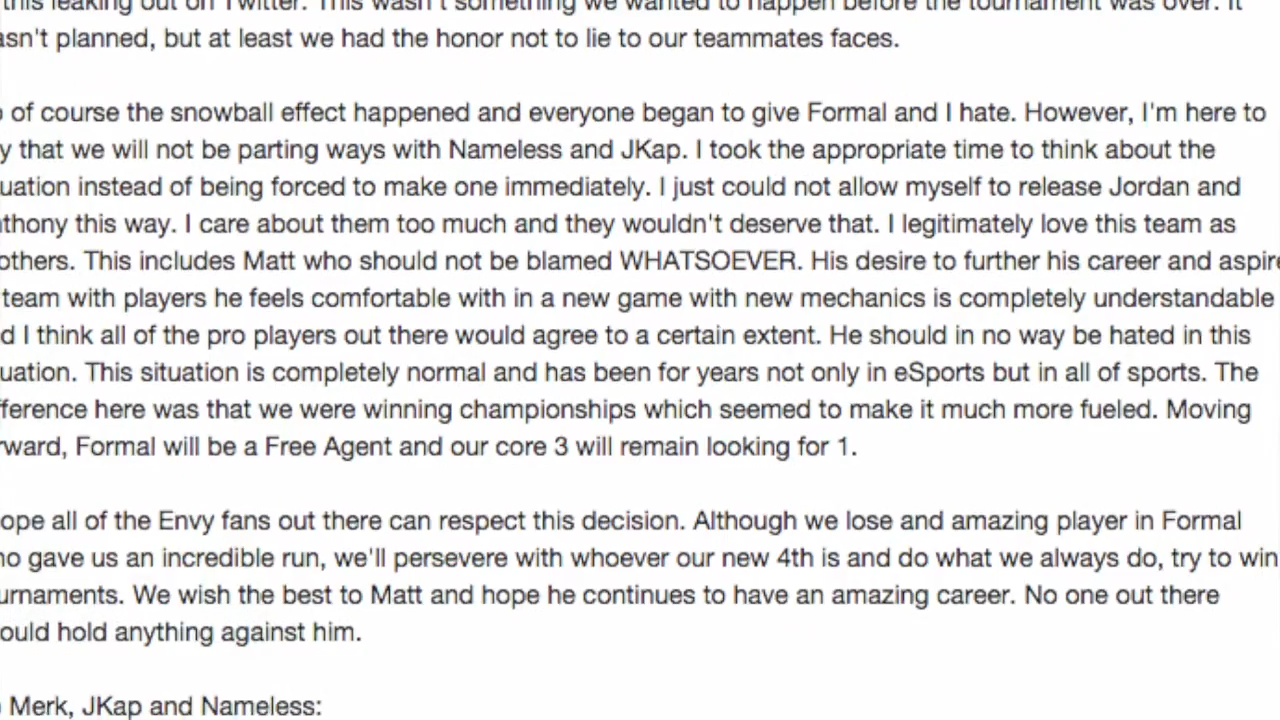 this leaking out on Twitter. This wasn't something we wanted to happen before the tournament was over. It
asn't planned, but at least we had the honor not to lie to our teammates faces.
o of course the snowball effect happened and everyone began to give Formal and I hate. However, I'm here to
y that we will not be parting ways with Nameless and JKap. I took the appropriate time to think about the
uation instead of being forced to make one immediately. I just could not allow myself to release Jordan and
thony this way. I care about them too much and they wouldn't deserve that. I legitimately love this team as
others. This includes Matt who should not be blamed WHATSOEVER. His desire to further his career and aspire
team with players he feels comfortable with in a new game with new mechanics is completely understandable
d I think all of the pro players out there would agree to a certain extent. He should in no way be hated in this
uation. This situation is completely normal and has been for years not only in eSports but in all of sports. The
ference here was that we were winning championships which seemed to make it much more fueled. Moving
rward, Formal will be a Free Agent and our core 3 will remain looking for 1.
ope all of the Envy fans out there can respect this decision. Although we lose and amazing player in Formal
ho gave us an incredible run, we'll persevere with whoever our new 4th is and do what we always do, try to win
urnaments. We wish the best to Matt and hope he continues to have an amazing career. No one out there
ould hold anything against him.
o Merk, JKap and Nameless: